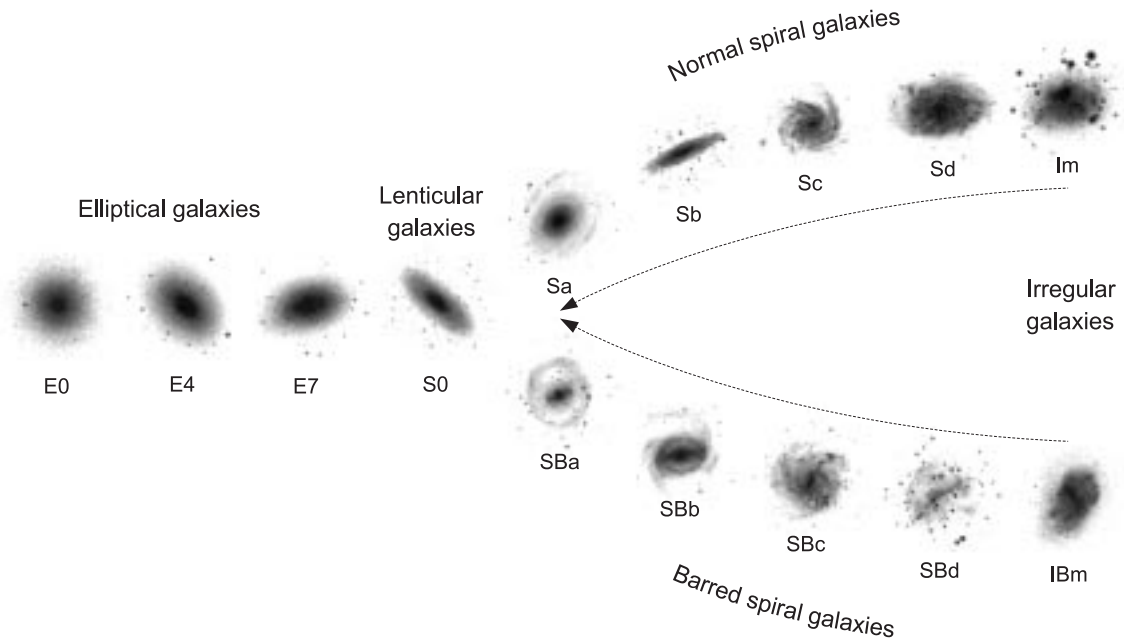 Normal spiral galaxies
Sc
Sd
Im
Sb
Elliptical galaxies
Lenticular
galaxies
Sa
Irregular
galaxies
E0
E4
E7
S0
SBa
SBb
SBc
SBd
IBm
Barred spiral galaxies